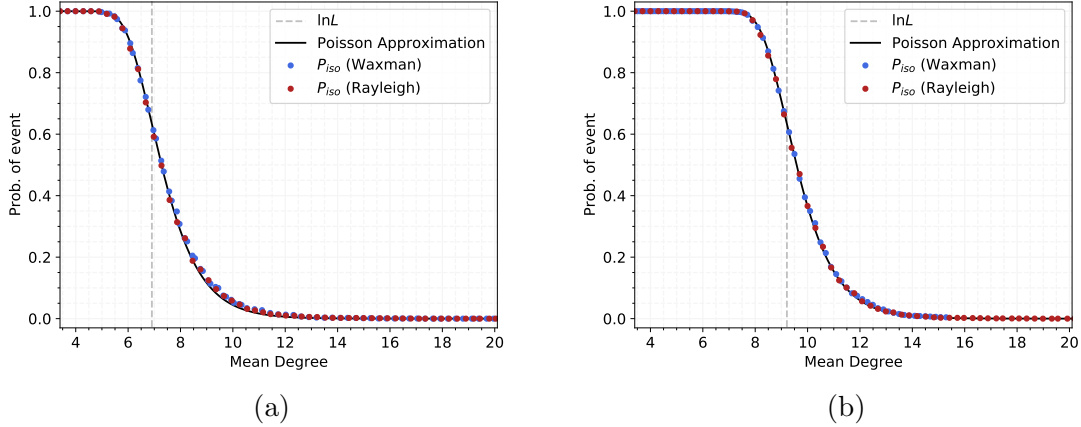 lnL
Poisson Approximation
P_iso (Waxman)
P_iso (Rayleigh)
1.0
0.8
0.6
0.4
0.2
0.0
Prob. of event
4 6 8 10 12 14 16 18 20
Mean Degree
(a)
lnL
Poisson Approximation
P_iso (Waxman)
P_iso (Rayleigh)
1.0
0.8
0.6
0.4
0.2
0.0
Prob. of event
4 6 8 10 12 14 16 18 20
Mean Degree
(b)